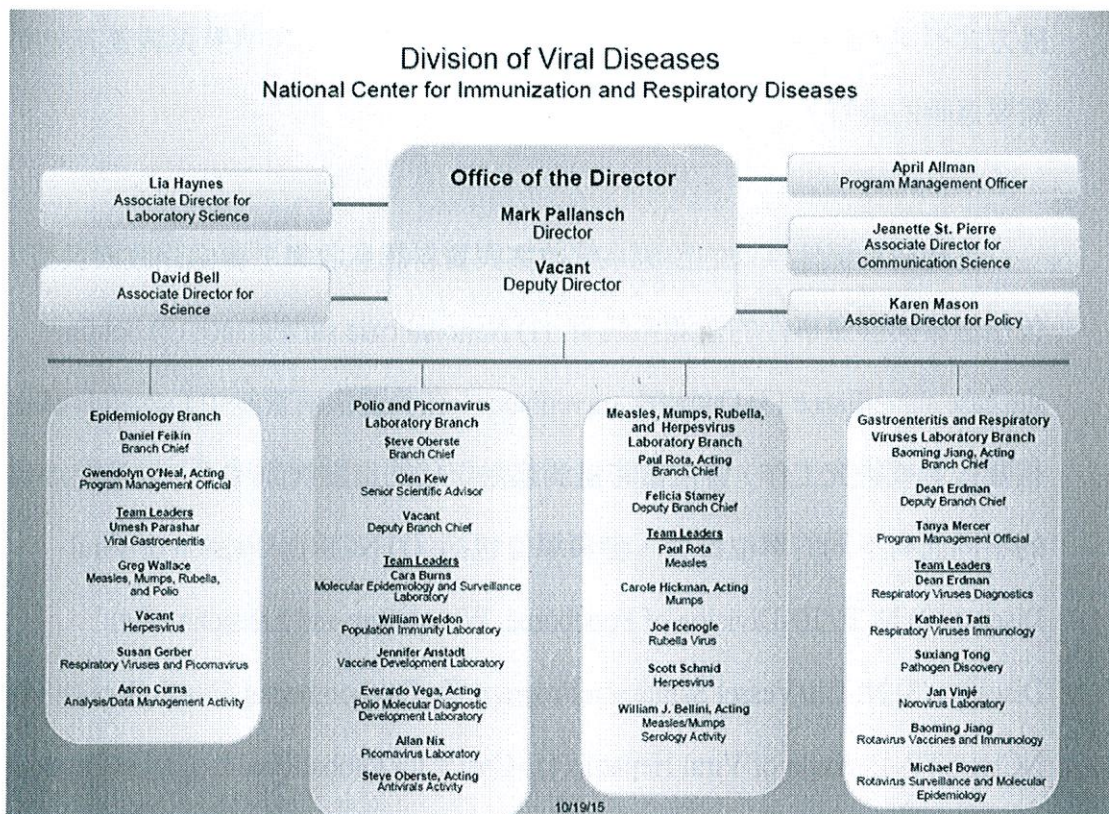 Division of Viral Diseases
National Center for Immunization and Respiratory Diseases
Lia Haynes
Associate Director for
Laboratory Science
David Bell
Associate Director for
Science
Office of the Director
Mark Pallansch
Director
Vacant
Deputy Director
April Allman
Program Management Officer
Jeanette St. Pierre
Associate Director for
Communication Science
Karen Mason
Associate Director for Policy
Epidemiology Branch
Daniel Feikin
Branch Chief
Gwendolyn O'Neal, Acting
Program Management Official
Team Leaders
Umesh Parashar
Viral Gastroenteritis
Greg Wallace
Measles, Mumps, Rubella,
and Polio
Vacant
Herpesvirus
Susan Gerber
Respiratory Viruses and Picornavirus
Aaron Curns
Analysis/Data Management Activity
Polio and Picornavirus
Laboratory Branch
Steve Oberste
Branch Chief
Olen Kew
Senior Scientific Advisor
Vacant
Deputy Branch Chief
Team Leaders
Cara Burns
Molecular Epidemiology and Surveillance
Laboratory
William Weldon
Population Immunity Laboratory
Jennifer Anstadt
Vaccine Development Laboratory
Everardo Vega, Acting
Polio Molecular Diagnostic
Development Laboratory
Allan Nix
Picornavirus Laboratory
Steve Oberste, Acting
Antivirals Activity
Measles, Mumps, Rubella,
and Herpesvirus
Laboratory Branch
Paul Rota, Acting
Branch Chief
Felicia Stamey
Deputy Branch Chief
Team Leaders
Paul Rota
Measles
Carole Hickman, Acting
Mumps
Joe Icenogle
Rubella Virus
Scott Schmid
Herpesvirus
William J. Bellini, Acting
Measles/Mumps
Serology Activity
Gastroenteritis and Respiratory
Viruses Laboratory Branch
Baoming Jiang, Acting
Branch Chief
Dean Erdman
Deputy Branch Chief
Tanya Mercer
Program Management Official
Team Leaders
Dean Erdman
Respiratory Viruses Diagnostics
Kathleen Tatti
Respiratory Viruses Immunology
Suxiang Tong
Pathogen Discovery
Jan Vinjé
Norovirus Laboratory
Baoming Jiang
Rotavirus Vaccines and Immunology
Michael Bowen
Rotavirus Surveillance and Molecular
Epidemiology
10/19/15